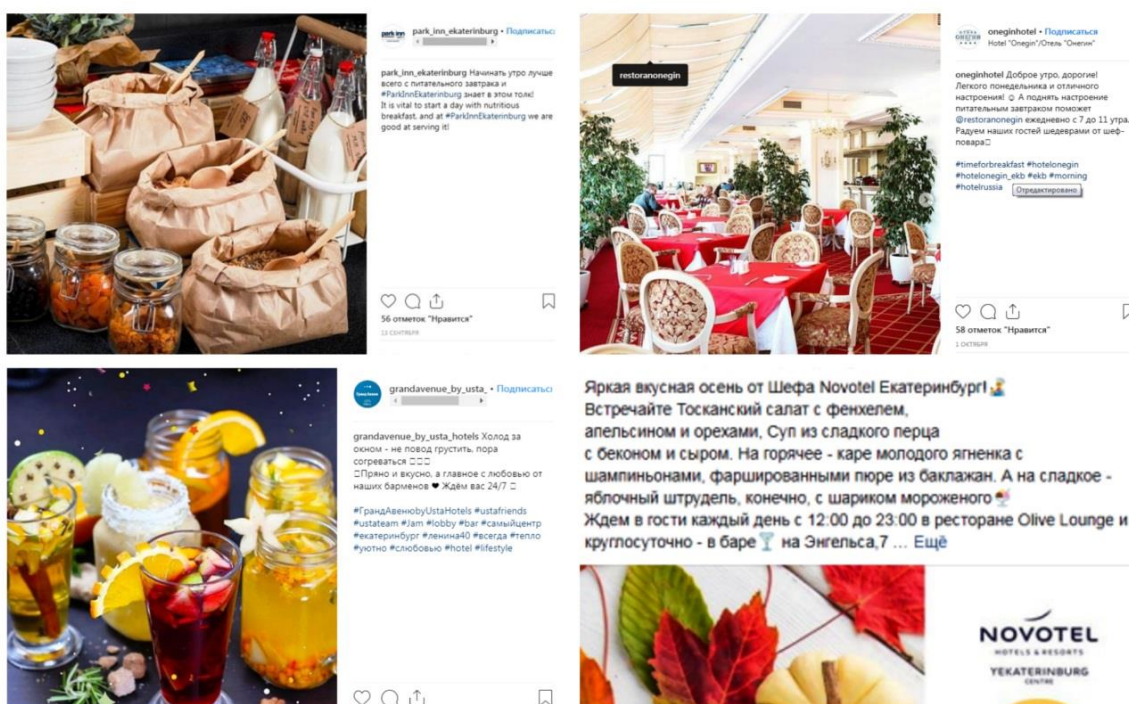 park inn
park_inn_ekaterinburg • Подписаться
park_inn_ekaterinburg Начинать утро лучше
всего с питательного завтрака и
#ParkInnEkaterinburg знает в этом толк!
It is vital to start a day with nutritious
breakfast, and at #ParkInnEkaterinburg we are
good at serving it!
56 отметок "Нравится"
13 СЕНТЯБРЯ
restoranonegin
ОНЕГИН
oneginhotel • Подписаться
Hotel "Onegin"/Отель "Онегин"
oneginhotel Доброе утро, дорогие!
Легкого понедельника и отличного
настроения! ☺ А поднять настроение
питательным завтраком поможет
@restoranonegin ежедневно с 7 до 11 утра.
Радуем наших гостей шедеврами от шеф-
повара□
#timeforbreakfast #hotelonegin
#hotelonegin_ekb #ekb #morning
#hotelrussia Отредактировано
58 отметок "Нравится"
1 ОКТЯБРЯ
grandavenue_by_usta_ • Подписаться
grandavenue_by_usta_hotels Холод за
окном - не повод грустить, пора
согреваться □□□
□Пряно и вкусно, а главное с любовью от
наших барменов ❤ Ждём вас 24/7 □
#ГрандАвенюbyUstaHotels #ustafriends
#ustateam #Jam #lobby #bar #самыйцентр
#екатеринбург #ленина40 #всегда #тепло
#уютно #слюбовью #hotel #lifestyle
Яркая вкусная осень от Шефа Novotel Екатеринбург!
Встречайте Тосканский салат с фенхелем,
апельсином и орехами, Суп из сладкого перца
с беконом и сыром. На горячее - каре молодого ягненка с
шампиньонами, фаршированными пюре из баклажан. А на сладкое -
яблочный штрудель, конечно, с шариком мороженого
Ждем в гости каждый день с 12:00 до 23:00 в ресторане Olive Lounge и
круглосуточно - в баре на Энгельса,7 ... Ещё
NOVOTEL
HOTELS & RESORTS
YEKATERINBURG
CENTRE